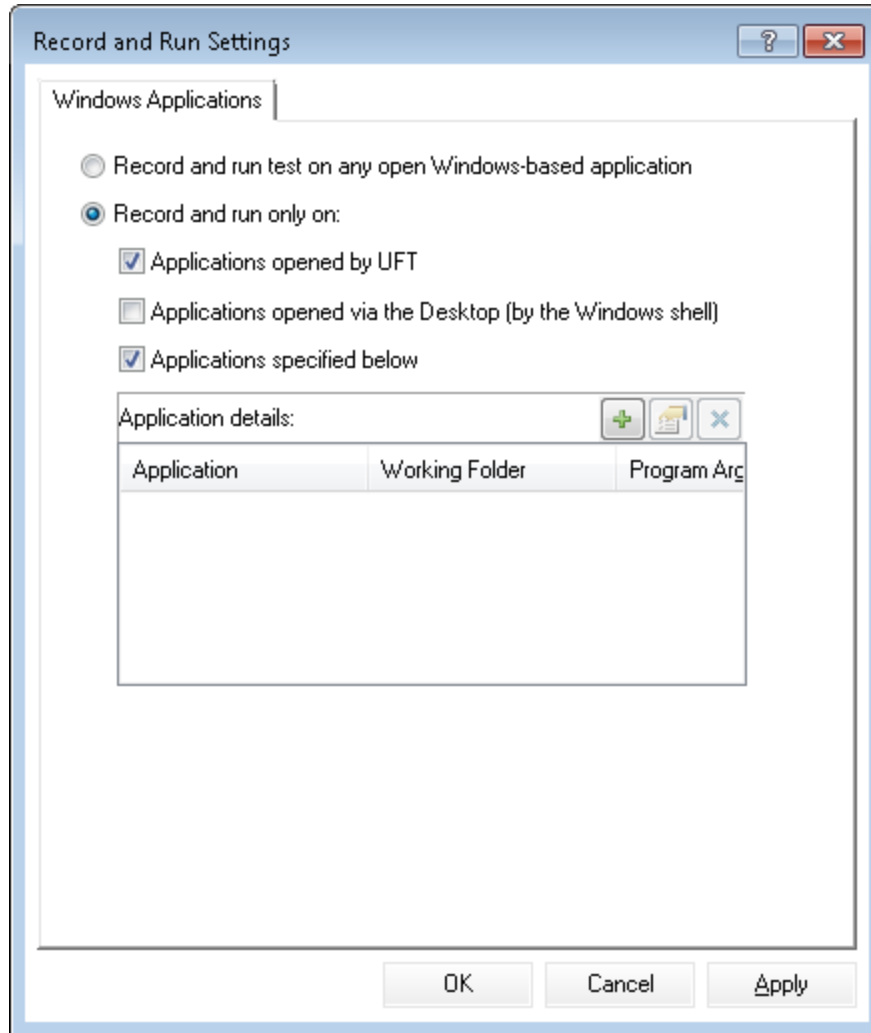 Record and Run Settings
Windows Applications
Record and run test on any open Windows-based application
Record and run only on:
Applications opened by UFT
Applications opened via the Desktop (by the Windows shell)
Applications specified below
Application details:
Application Working Folder Program Arg
OK Cancel Apply